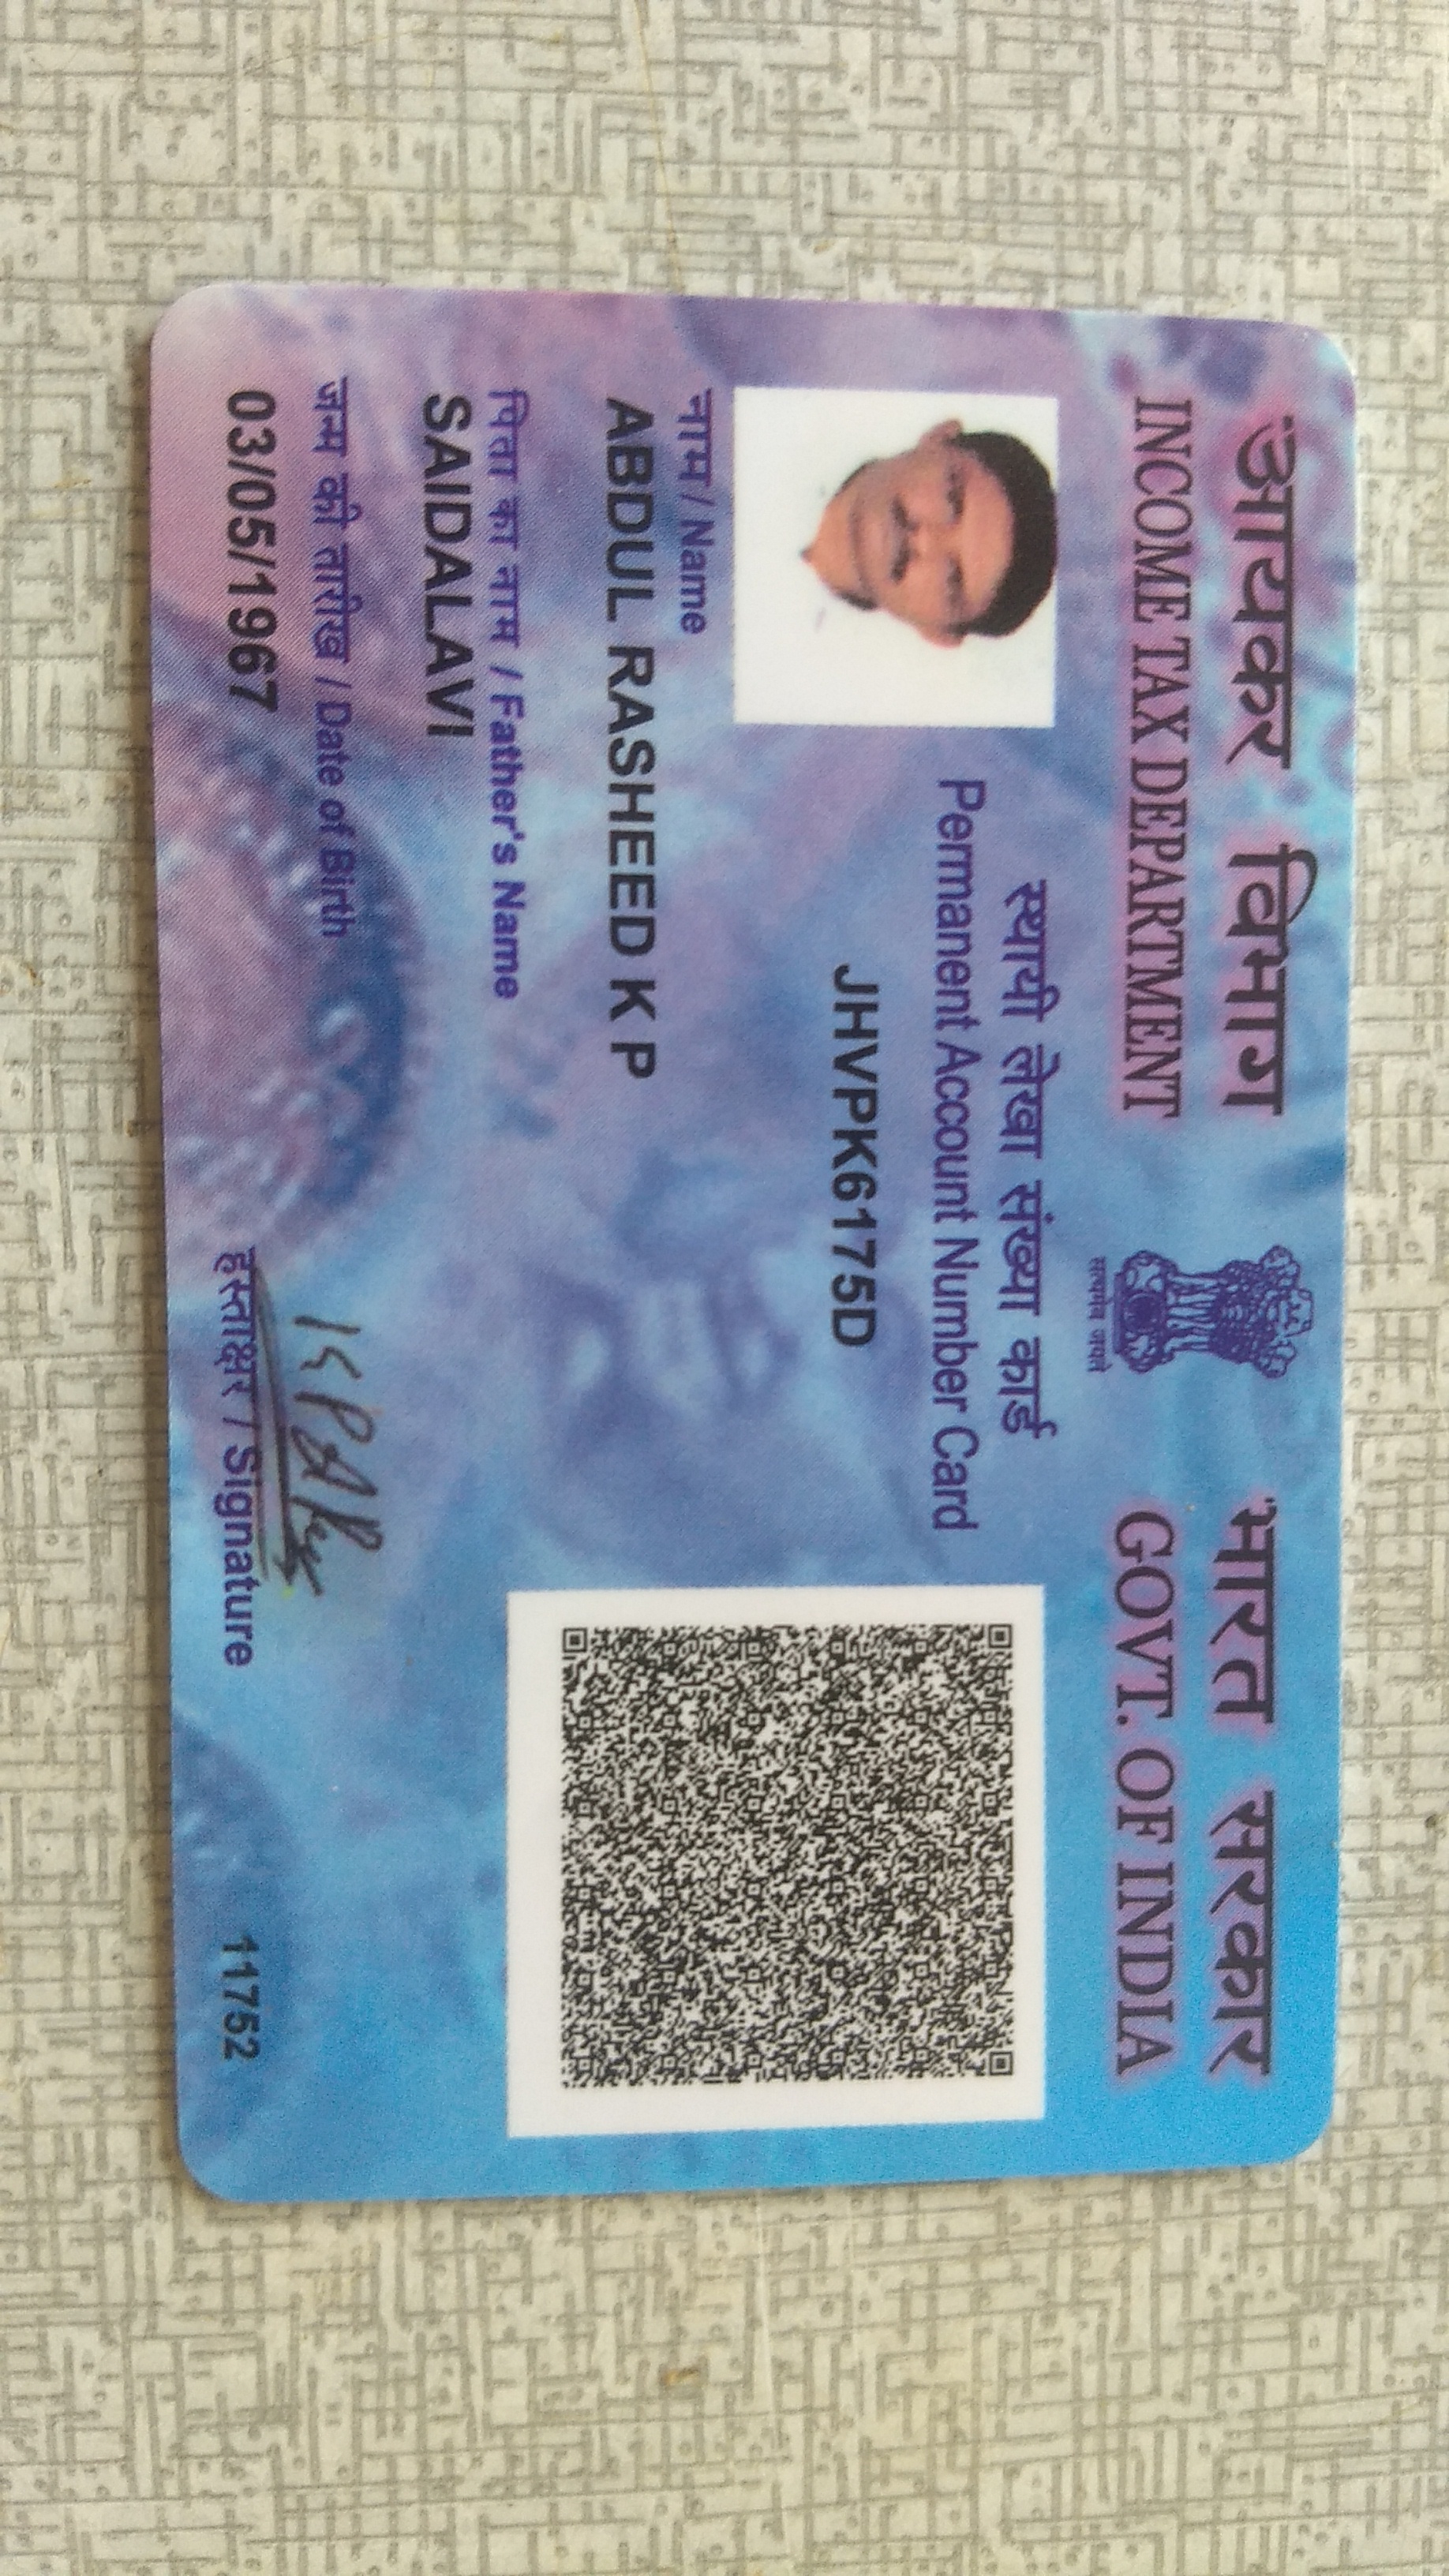 आयकर विभाग
INCOME TAX DEPARTMENT
सत्यमेव जयते
भारत सरकार
GOVT. OF INDIA
स्थायी लेखा संख्या कार्ड
Permanent Account Number Card
JHVPK6175D
नाम / Name
ABDUL RASHEED K P
पिता का नाम / Father's Name
SAIDALAVI
जन्म की तारीख / Date of Birth
03/05/1967
हस्ताक्षर / Signature
11752